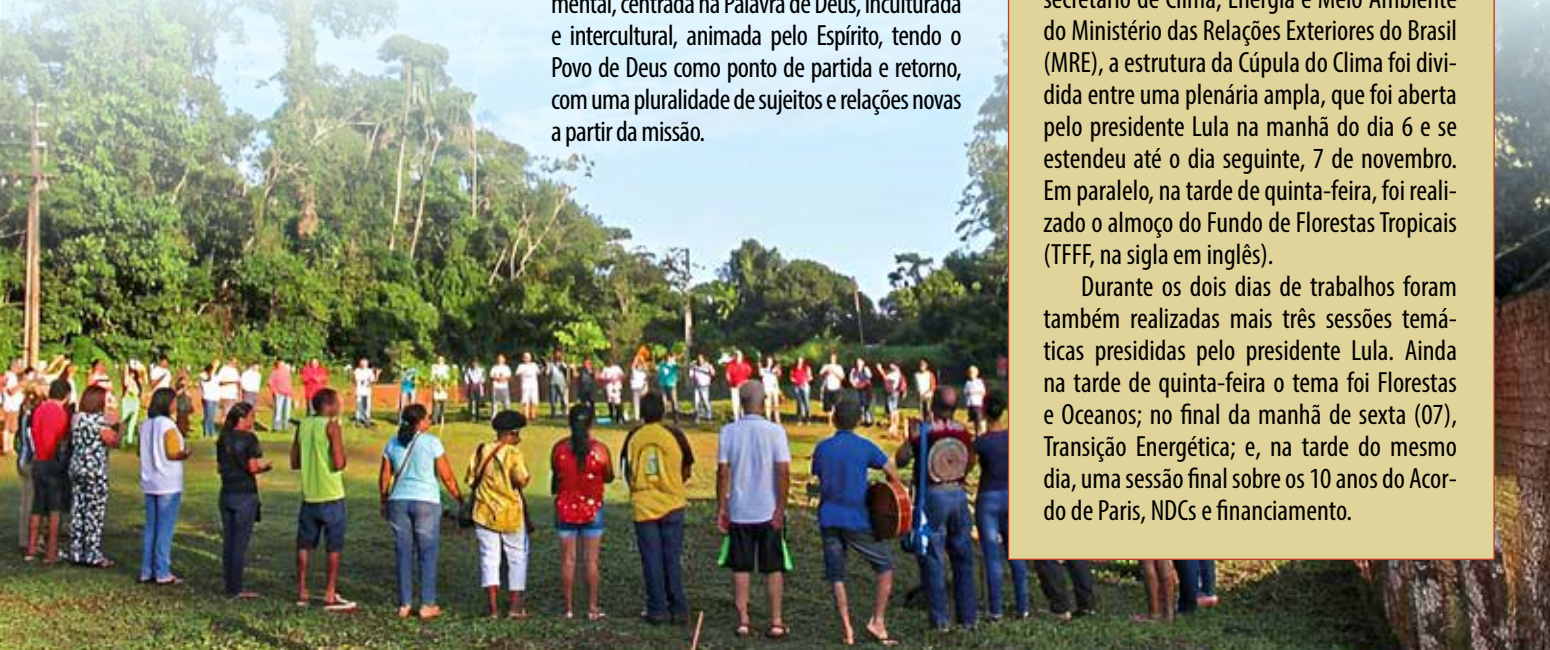 mental, centrada na Palavra de Deus, inculturada
e intercultural, animada pelo Espírito, tendo o
Povo de Deus como ponto de partida e retorno,
com uma pluralidade de sujeitos e relações novas
a partir da missão.
secretário de Clima, Energia e Meio Ambiente
do Ministério das Relações Exteriores do Brasil
(MRE), a estrutura da Cúpula do Clima foi divi-
dida entre uma plenária ampla, que foi aberta
pelo presidente Lula na manhã do dia 6 e se
estendeu até o dia seguinte, 7 de novembro.
Em paralelo, na tarde de quinta-feira, foi reali-
zado o almoço do Fundo de Florestas Tropicais
(TFFF, na sigla em inglês).
Durante os dois dias de trabalhos foram
também realizadas mais três sessões temá-
ticas presididas pelo presidente Lula. Ainda
na tarde de quinta-feira o tema foi Florestas
e Oceanos; no final da manhã de sexta (07),
Transição Energética; e, na tarde do mesmo
dia, uma sessão final sobre os 10 anos do Acor-
do de Paris, NDCs e financiamento.